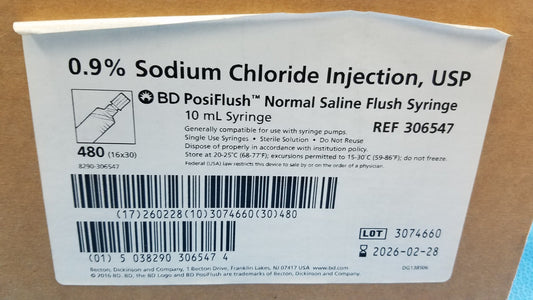 0.9% Sodium Chloride Injection, USP
BD PosiFlush™ Normal Saline Flush Syringe
10 mL Syringe
REF 306547
Generally compatible for use with syringe pumps.
Single Use Syringes • Sterile Solution • Do Not Reuse
Dispose of properly in accordance with institution policy.
Store at 20-25°C (68-77°F); excursions permitted to 15-30°C (59-86°F); do not freeze.
Federal (USA) law restricts this device to sale by or on the order of a physician.
480 (16x30)
8290-306547
(17)260228(10)3074660(30)480
LOT 3074660
2026-02-28
(01) 5 038290 306547 4
Becton, Dickinson and Company, 1 Becton Drive, Franklin Lakes, NJ 07417 USA www.bd.com
© 2016 BD. BD, the BD Logo and BD PosiFlush are trademarks of Becton, Dickinson and Company.